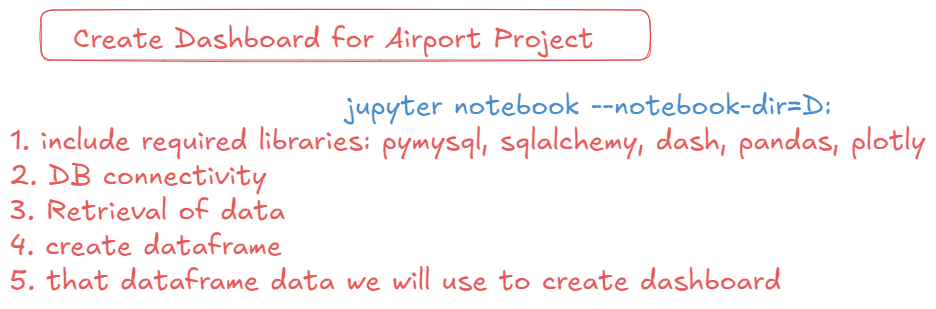 Create Dashboard for Airport Project
jupyter notebook --notebook-dir=D:
1. include required libraries: pymysql, sqlalchemy, dash, pandas, plotly
2. DB connectivity
3. Retrieval of data
4. create dataframe
5. that dataframe data we will use to create dashboard